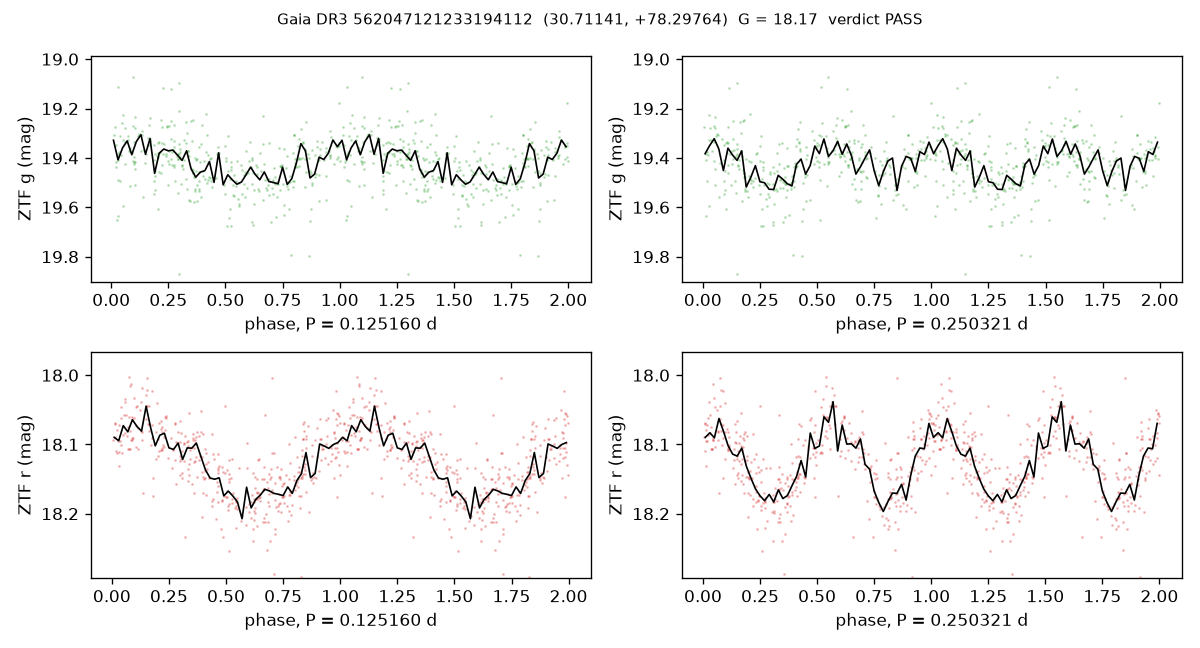 Gaia DR3 562047121233194112 (30.71141, +78.29764) G = 18.17 verdict PASS
19.0
19.2
19.4
19.6
19.8
ZTF g (mag)
0.00 0.25 0.50 0.75 1.00 1.25 1.50 1.75 2.00
phase, P = 0.125160 d
19.0
19.2
19.4
19.6
19.8
ZTF g (mag)
0.00 0.25 0.50 0.75 1.00 1.25 1.50 1.75 2.00
phase, P = 0.250321 d
18.0
18.1
18.2
ZTF r (mag)
0.00 0.25 0.50 0.75 1.00 1.25 1.50 1.75 2.00
phase, P = 0.125160 d
18.0
18.1
18.2
ZTF r (mag)
0.00 0.25 0.50 0.75 1.00 1.25 1.50 1.75 2.00
phase, P = 0.250321 d